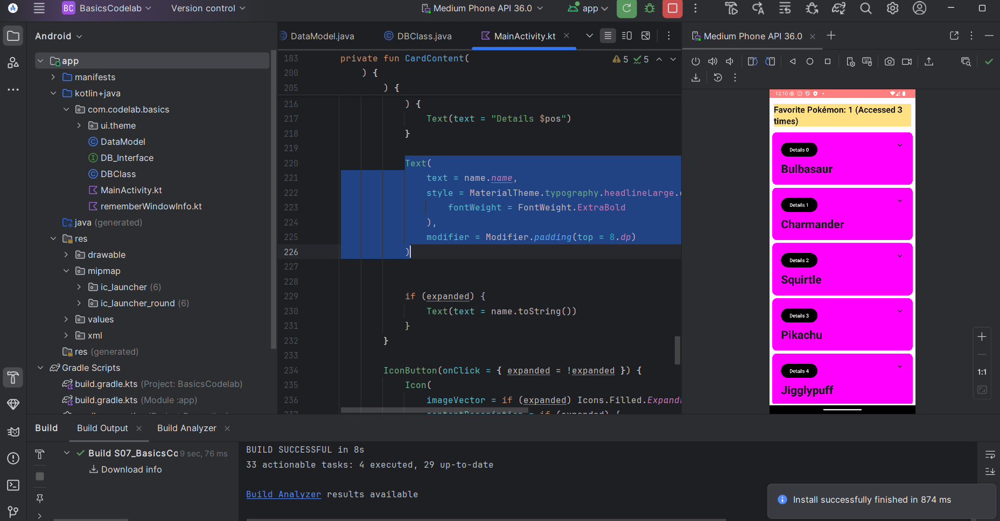 BC BasicsCodelab Version control Medium Phone API 36.0 app
Android
app
manifests
kotlin+java
com.codelab.basics
ui.theme
DataModel
DB_Interface
DBClass
MainActivity.kt
rememberWindowInfo.kt
java (generated)
res
drawable
mipmap
ic_launcher (6)
ic_launcher_round (6)
values
xml
res (generated)
Gradle Scripts
build.gradle.kts (Project: BasicsCodelab)
build.gradle.kts (Module :app)
DataModel.java DBClass.java MainActivity.kt
5 5
183 private fun CardContent(
200 ) {
205 ) {
216 ) {
217 Text(text = "Details $pos")
218 }
219
220 Text(
221 text = name.name,
222 style = MaterialTheme.typography.headlineLarge.
223 fontWeight = FontWeight.ExtraBold
224 ),
225 modifier = Modifier.padding(top = 8.dp)
226 )
227
228
229 if (expanded) {
230 Text(text = name.toString())
231 }
232 }
233
234 IconButton(onClick = { expanded = !expanded }) {
235 Icon(
236 imageVector = if (expanded) Icons.Filled.Expand
237 contentDescription = if (expanded) {
Medium Phone API 36.0
12:10
Favorite Pokémon: 1 (Accessed 3
times)
Details 0
Bulbasaur
Details 1
Charmander
Details 2
Squirtle
Details 3
Pikachu
Details 4
Jigglypuff
1:1
Build Build Output Build Analyzer
Build S07_BasicsCo 9 sec, 76 ms
Download info
BUILD SUCCESSFUL in 8s
33 actionable tasks: 4 executed, 29 up-to-date
Build Analyzer results available
Install successfully finished in 874 ms